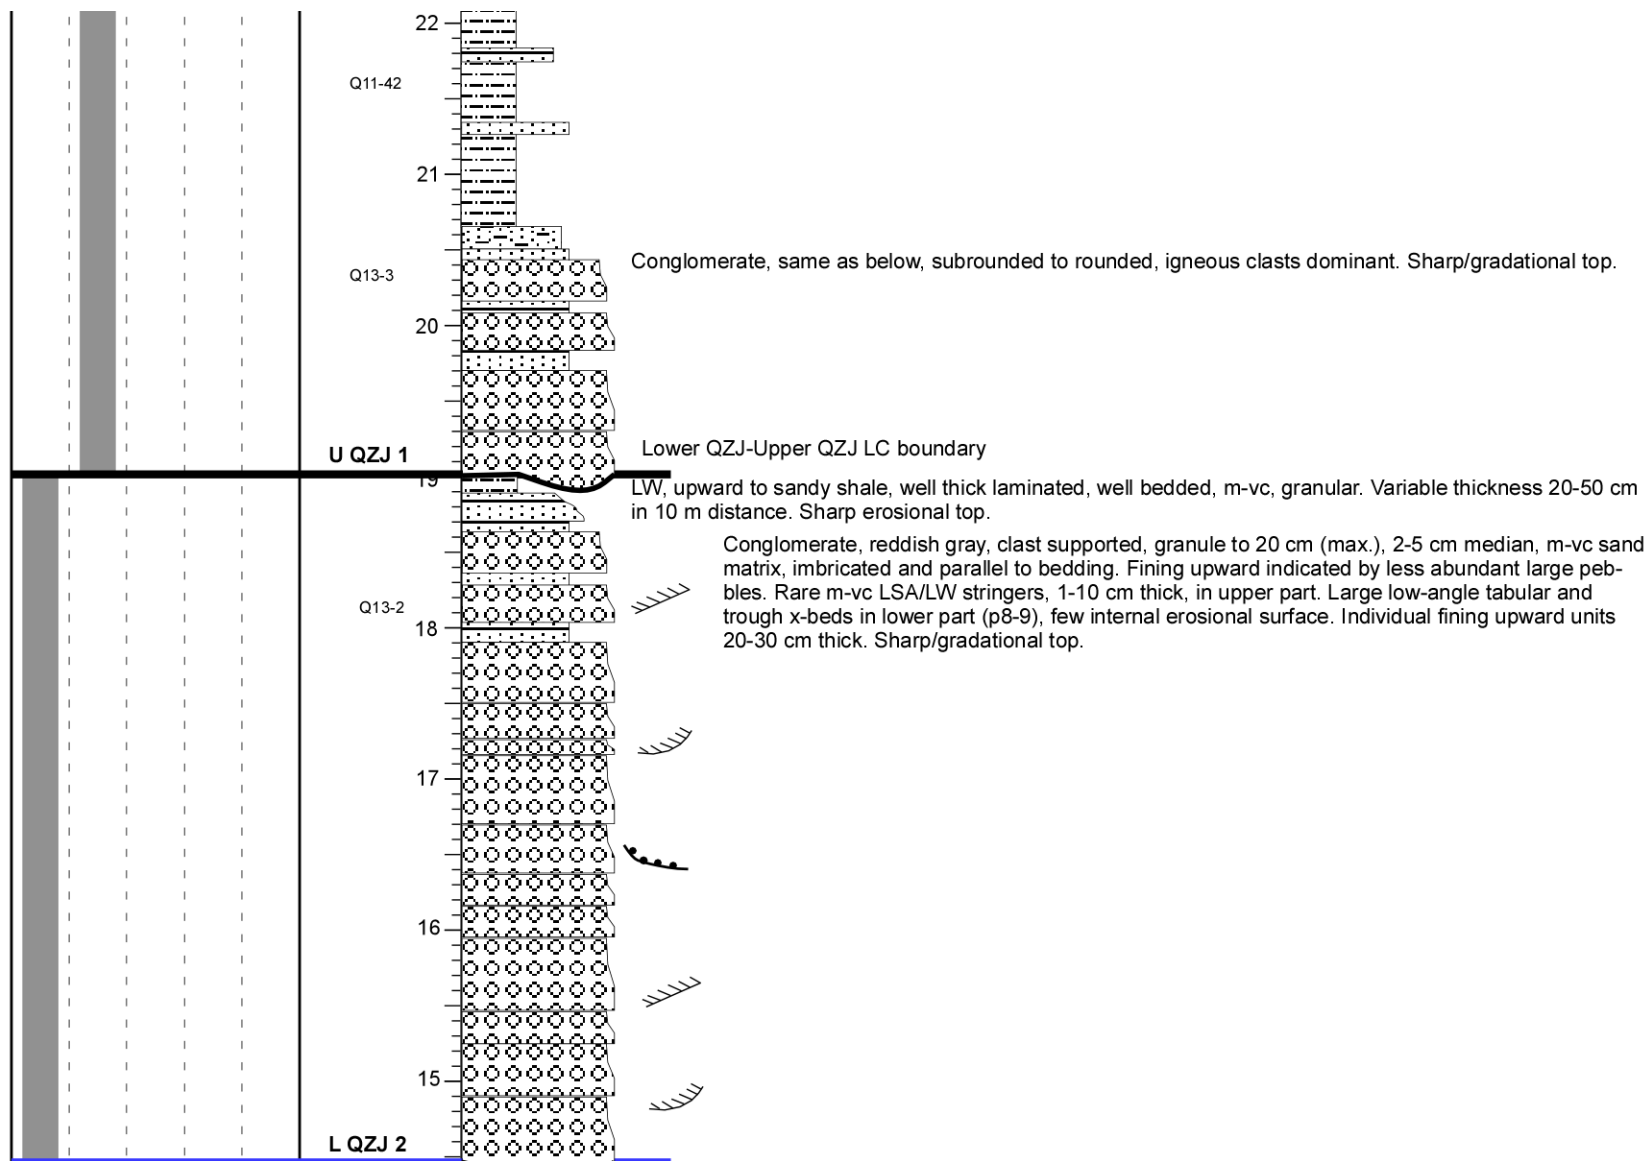 22
Q11-42
21
Conglomerate, same as below, subrounded to rounded, igneous clasts dominant. Sharp/gradational top.
Q13-3
20
Lower QZJ-Upper QZJ LC boundary
U QZJ 1
19
LW, upward to sandy shale, well thick laminated, well bedded, m-vc, granular. Variable thickness 20-50 cm
in 10 m distance. Sharp erosional top.
Conglomerate, reddish gray, clast supported, granule to 20 cm (max.), 2-5 cm median, m-vc sand
matrix, imbricated and parallel to bedding. Fining upward indicated by less abundant large peb-
bles. Rare m-vc LSA/LW stringers, 1-10 cm thick, in upper part. Large low-angle tabular and
trough x-beds in lower part (p8-9), few internal erosional surface. Individual fining upward units
20-30 cm thick. Sharp/gradational top.
Q13-2
18
17
16
15
L QZJ 2